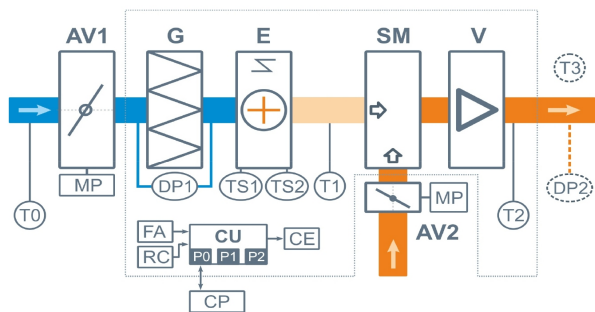 AV1 G E SM V
T3
MP DP1 TS1 TS2 T1 MP DP2
T0 T2
AV2
FA CU CE
RC P0 P1 P2
CP